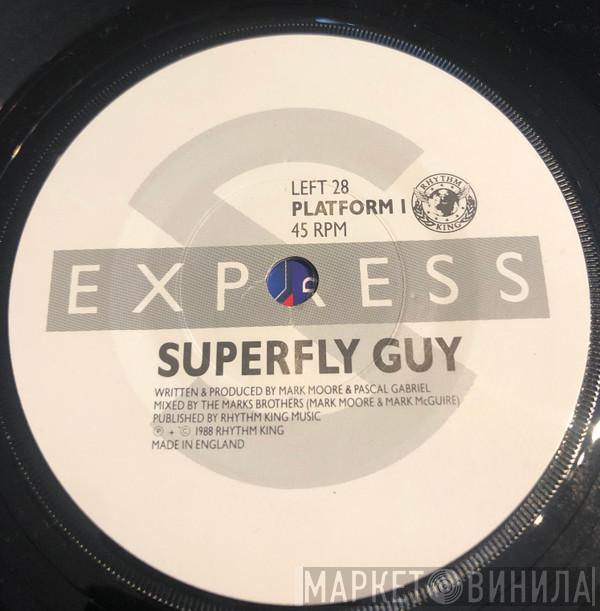 LEFT 28
PLATFORM 1
45 RPM
RHYTHM KING
S
EXPRESS
SUPERFLY GUY
WRITTEN & PRODUCED BY MARK MOORE & PASCAL GABRIEL
MIXED BY THE MARKS BROTHERS (MARK MOORE & MARK McGUIRE)
PUBLISHED BY RHYTHM KING MUSIC
℗ + © 1988 RHYTHM KING
MADE IN ENGLAND
МАРКЕТ ВИНИЛА